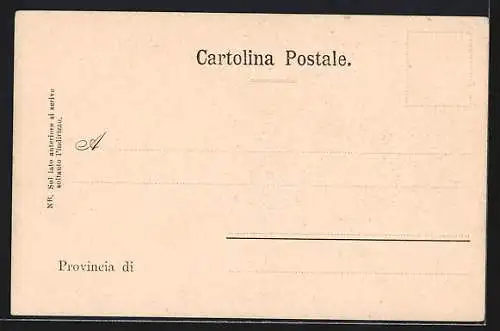 Cartolina Postale.
NB. Sul lato anteriore si scrive
soltanto l'indirizzo.
A
Provincia di